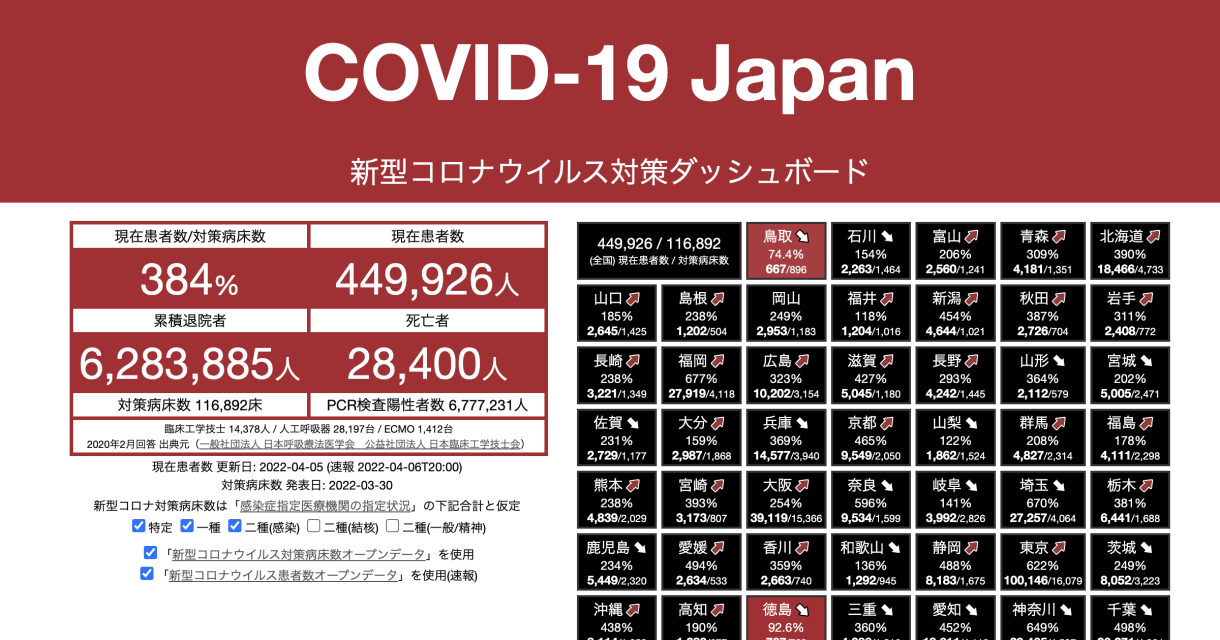 COVID-19 Japan
新型コロナウイルス対策ダッシュボード
現在患者数/対策病床数
現在患者数
384%
449,926人
累積退院者
死亡者
6,283,885人
28,400人
対策病床数 116,892床
PCR検査陽性者数 6,777,231人
臨床工学技士 14,378人 / 人工呼吸器 28,197台 / ECMO 1,412台
2020年2月回答 出典元（一般社団法人 日本呼吸療法医学会　公益社団法人 日本臨床工学技士会）
現在患者数 更新日: 2022-04-05 (速報 2022-04-06T20:00)
対策病床数 発表日: 2022-03-30
新型コロナ対策病床数は「感染症指定医療機関の指定状況」の下記合計と仮定
特定 一種 二種(感染) 二種(結核) 二種(一般/精神)
「新型コロナウイルス対策病床数オープンデータ」を使用
「新型コロナウイルス患者数オープンデータ」を使用(速報)
449,926 / 116,892
(全国) 現在患者数 / 対策病床数
鳥取
74.4%
667/896
石川
154%
2,263/1,464
富山
206%
2,560/1,241
青森
309%
4,181/1,351
北海道
390%
18,466/4,733
山口
185%
2,645/1,425
島根
238%
1,202/504
岡山
249%
2,953/1,183
福井
118%
1,204/1,016
新潟
454%
4,644/1,021
秋田
387%
2,726/704
岩手
311%
2,408/772
長崎
238%
3,221/1,349
福岡
677%
27,919/4,118
広島
323%
10,202/3,154
滋賀
427%
5,045/1,180
長野
293%
4,242/1,445
山形
364%
2,112/579
宮城
202%
5,005/2,471
佐賀
231%
2,729/1,177
大分
159%
2,987/1,868
兵庫
369%
14,577/3,940
京都
465%
9,549/2,050
山梨
122%
1,862/1,524
群馬
208%
4,827/2,314
福島
178%
4,111/2,298
熊本
238%
4,839/2,029
宮崎
393%
3,173/807
大阪
254%
39,119/15,366
奈良
596%
9,534/1,599
岐阜
141%
3,992/2,826
埼玉
670%
27,257/4,064
栃木
381%
6,441/1,688
鹿児島
234%
5,449/2,320
愛媛
494%
2,634/533
香川
359%
2,663/740
和歌山
136%
1,292/945
静岡
488%
8,183/1,675
東京
622%
100,146/16,079
茨城
249%
8,052/3,223
沖縄
438%
高知
190%
徳島
92.6%
三重
360%
愛知
452%
神奈川
649%
千葉
498%